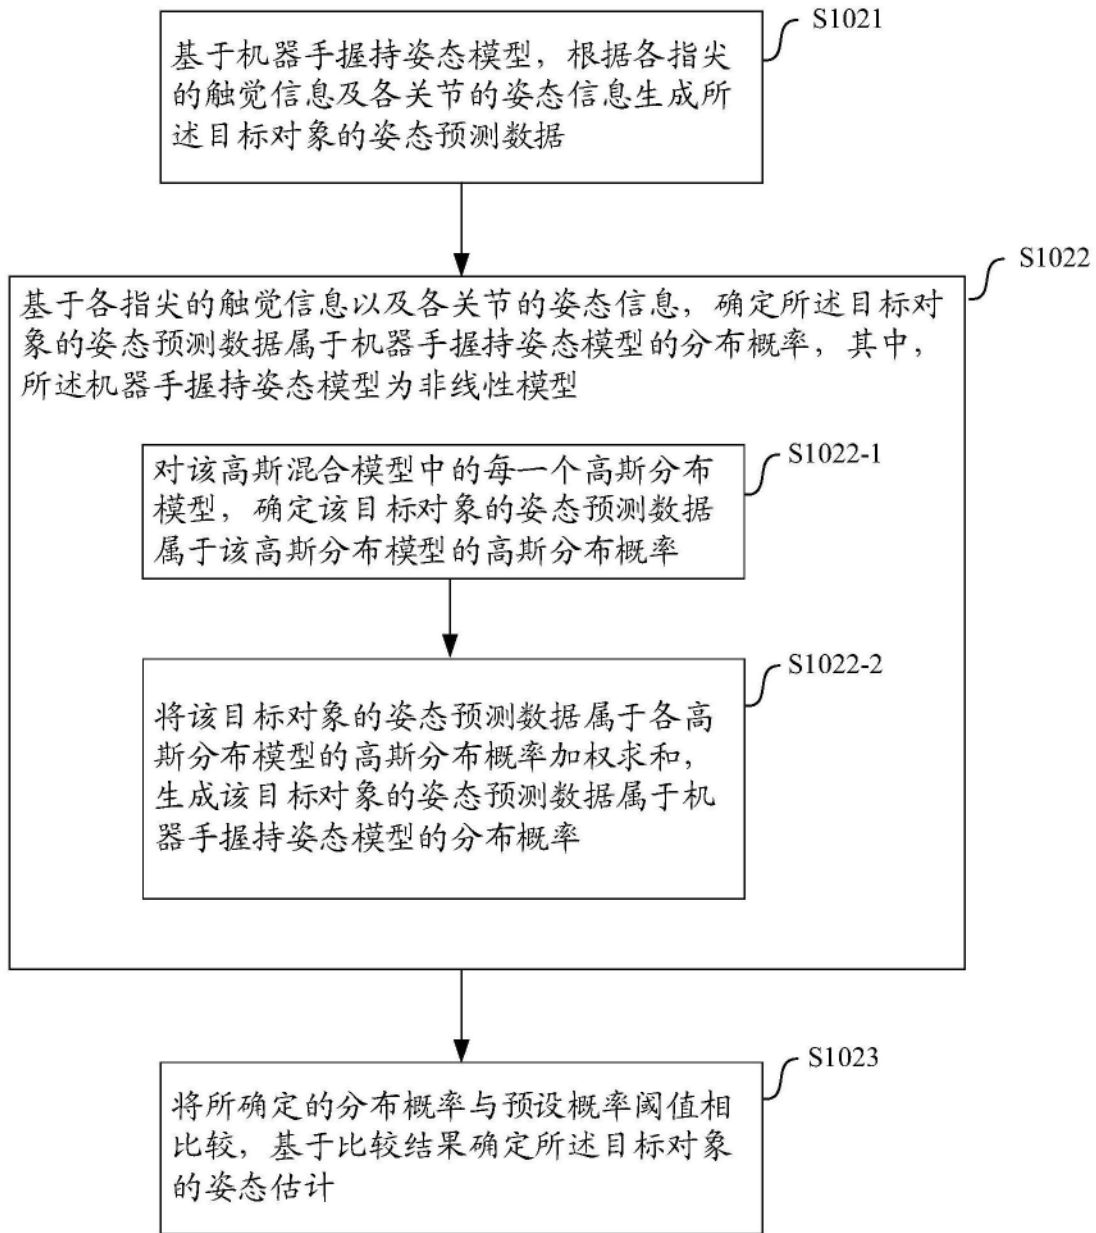 S1021
基于机器手握持姿态模型，根据各指尖
的触觉信息及各关节的姿态信息生成所
述目标对象的姿态预测数据
S1022
基于各指尖的触觉信息以及各关节的姿态信息，确定所述目标对
象的姿态预测数据属于机器手握持姿态模型的分布概率，其中，
所述机器手握持姿态模型为非线性模型
S1022-1
对该高斯混合模型中的每一个高斯分布
模型，确定该目标对象的姿态预测数据
属于该高斯分布模型的高斯分布概率
S1022-2
将该目标对象的姿态预测数据属于各高
斯分布模型的高斯分布概率加权求和，
生成该目标对象的姿态预测数据属于机
器手握持姿态模型的分布概率
S1023
将所确定的分布概率与预设概率阈值相
比较，基于比较结果确定所述目标对象
的姿态估计